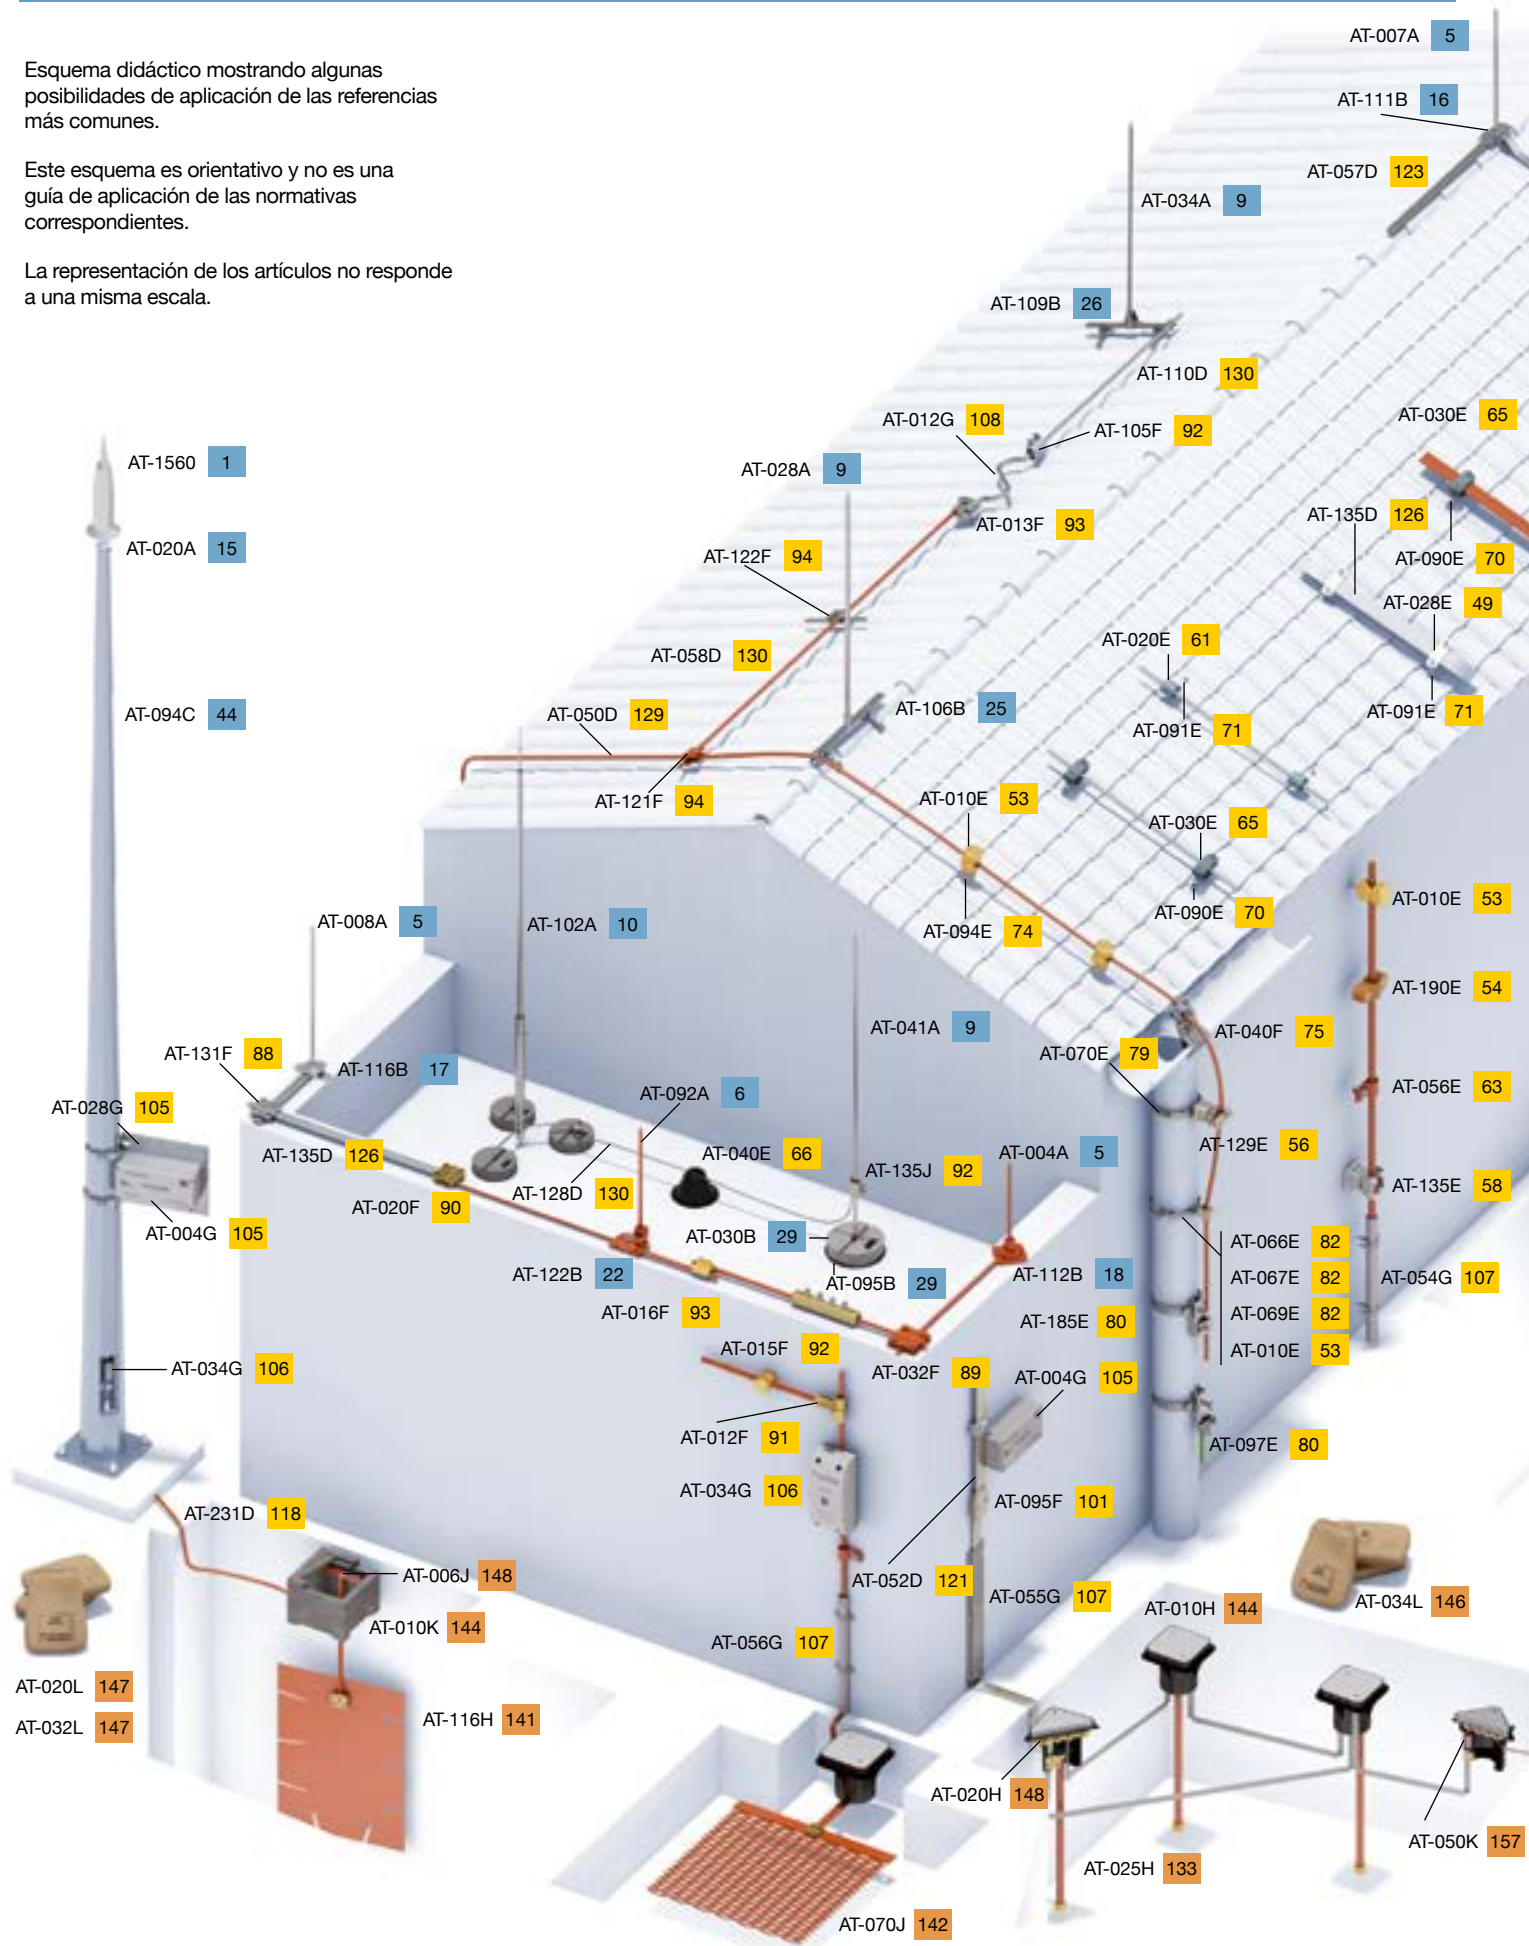 Esquema didáctico mostrando algunas
posibilidades de aplicación de las referencias
más comunes.
Este esquema es orientativo y no es una
guía de aplicación de las normativas
correspondientes.
La representación de los artículos no responde
a una misma escala.
AT-007A 5
AT-111B 16
AT-057D 123
AT-034A 9
AT-109B 26
AT-110D 130
AT-012G 108
AT-105F 92
AT-030E 65
AT-1560 1
AT-028A 9
AT-013F 93
AT-135D 126
AT-020A 15
AT-122F 94
AT-090E 70
AT-028E 49
AT-020E 61
AT-058D 130
AT-094C 44
AT-050D 129
AT-106B 25
AT-091E 71
AT-091E 71
AT-121F 94
AT-010E 53
AT-030E 65
AT-008A 5
AT-102A 10
AT-094E 74
AT-090E 70
AT-010E 53
AT-190E 54
AT-041A 9
AT-040F 75
AT-131F 88
AT-116B 17
AT-070E 79
AT-092A 6
AT-056E 63
AT-028G 105
AT-135D 126
AT-040E 66
AT-135J 92
AT-004A 5
AT-129E 56
AT-128D 130
AT-135E 58
AT-020F 90
AT-004G 105
AT-030B 29
AT-066E 82
AT-122B 22
AT-095B 29
AT-112B 18
AT-067E 82
AT-054G 107
AT-016F 93
AT-185E 80
AT-069E 82
AT-015F 92
AT-010E 53
AT-034G 106
AT-032F 89
AT-004G 105
AT-012F 91
AT-097E 80
AT-034G 106
AT-095F 101
AT-231D 118
AT-006J 148
AT-052D 121
AT-055G 107
AT-010H 144
AT-034L 146
AT-010K 144
AT-056G 107
AT-020L 147
AT-032L 147
AT-116H 141
AT-020H 148
AT-050K 157
AT-025H 133
AT-070J 142